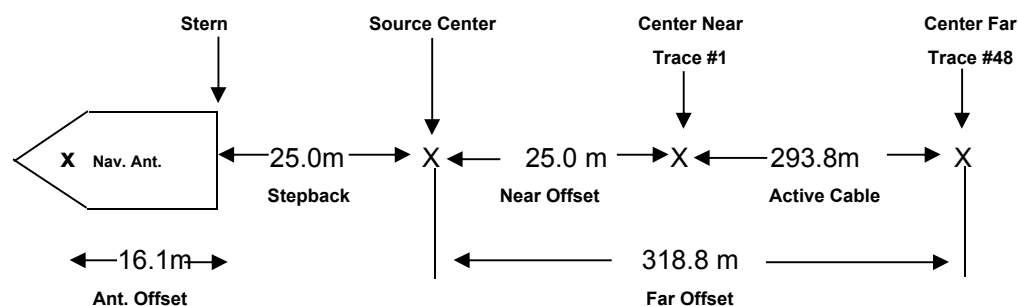 Stern
Source Center
Center Near
Trace #1
Center Far
Trace #48
X Nav. Ant.
25.0m
X
25.0 m
X
293.8m
X
Stepback
Near Offset
Active Cable
16.1m
318.8 m
Ant. Offset
Far Offset